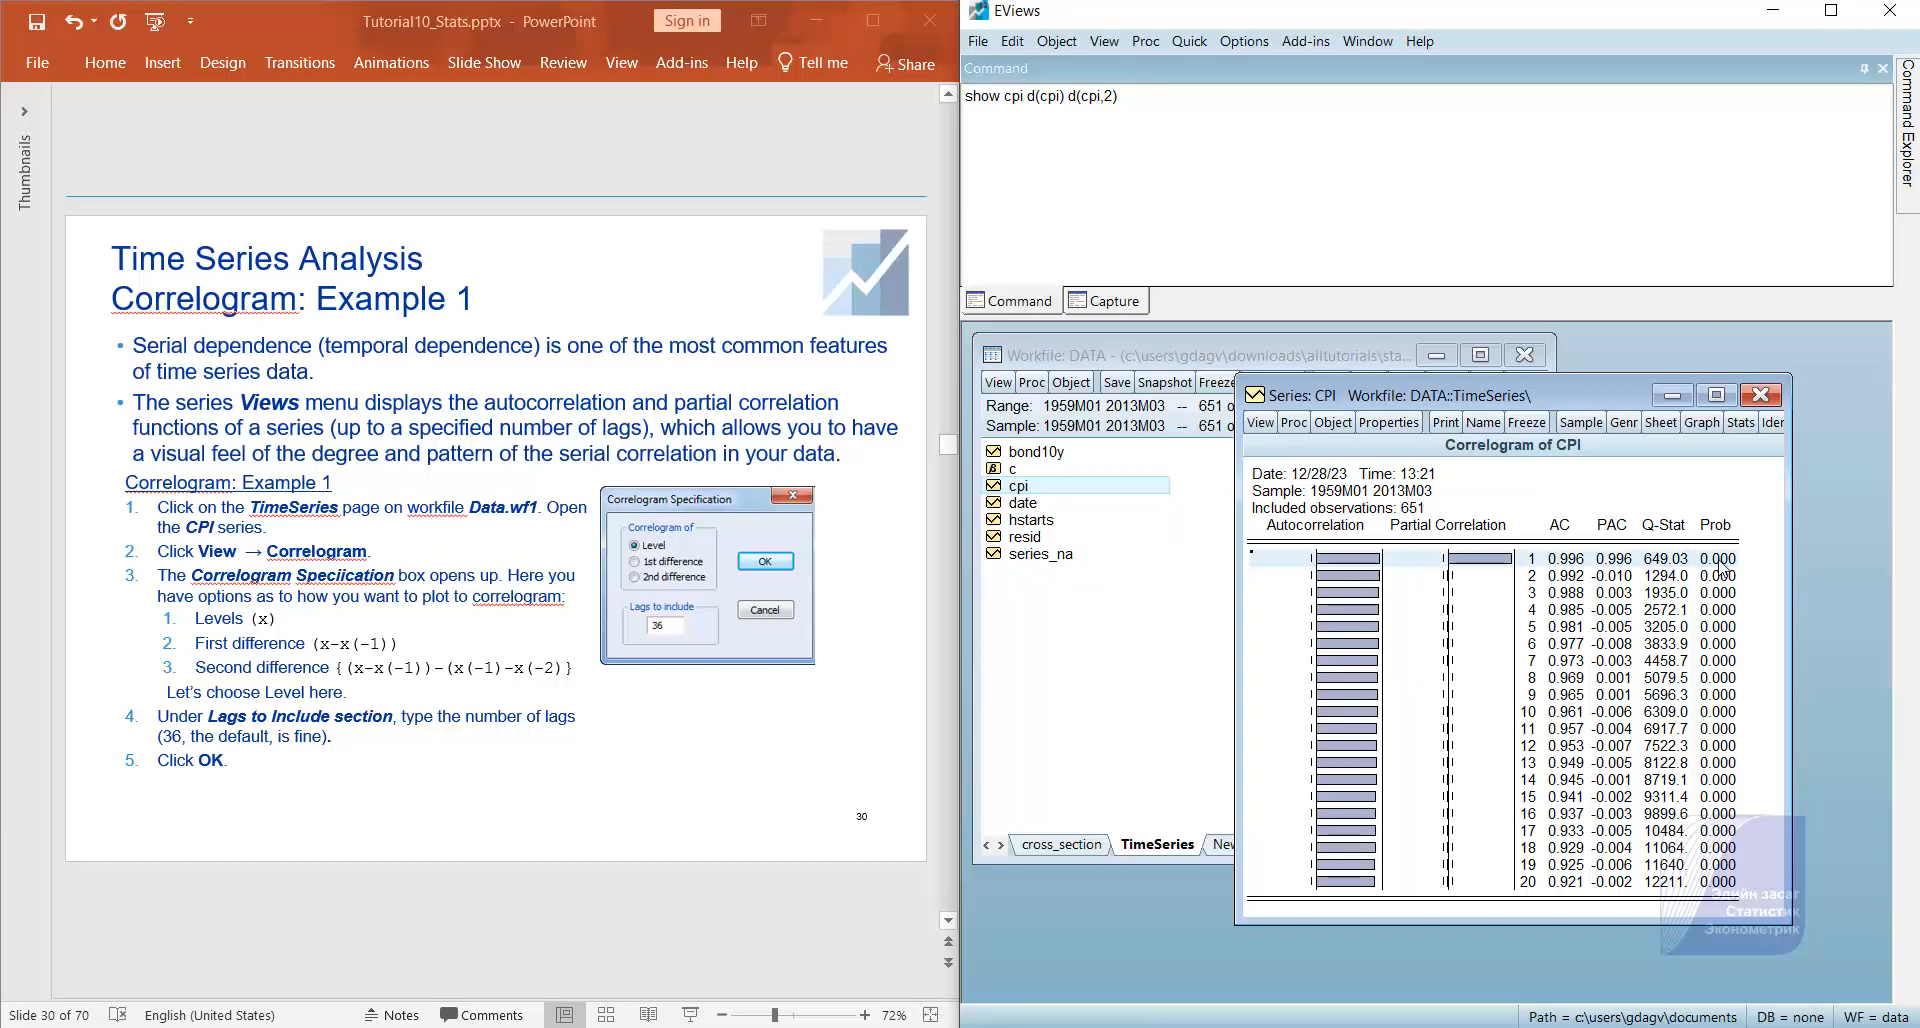 Tutorial10_Stats.pptx - PowerPoint
Sign in
File Home Insert Design Transitions Animations Slide Show Review View Add-ins Help Tell me Share
Thumbnails
Time Series Analysis
Correlogram: Example 1
• Serial dependence (temporal dependence) is one of the most common features
of time series data.
• The series Views menu displays the autocorrelation and partial correlation
functions of a series (up to a specified number of lags), which allows you to have
a visual feel of the degree and pattern of the serial correlation in your data.
Correlogram: Example 1
1. Click on the TimeSeries page on workfile Data.wf1. Open
the CPI series.
2. Click View → Correlogram.
3. The Correlogram Speciication box opens up. Here you
have options as to how you want to plot to correlogram:
1. Levels (x)
2. First difference (x-x(-1))
3. Second difference {(x-x(-1))-(x(-1)-x(-2)}
Let's choose Level here.
4. Under Lags to Include section, type the number of lags
(36, the default, is fine).
5. Click OK.
Correlogram Specification
Correlogram of
Level
1st difference
2nd difference
OK
Lags to include
36
Cancel
30
Slide 30 of 70 English (United States) Notes Comments 72%
EViews
File Edit Object View Proc Quick Options Add-ins Window Help
Command
show cpi d(cpi) d(cpi,2)
Command Explorer
Command Capture
Workfile: DATA - (c:\users\gdagv\downloads\alltutorials\sta...
View Proc Object Save Snapshot Freeze
Range: 1959M01 2013M03 -- 651 o
Sample: 1959M01 2013M03 -- 651 o
bond10y
c
cpi
date
hstarts
resid
series_na
cross_section TimeSeries Nev
Series: CPI Workfile: DATA::TimeSeries\
View Proc Object Properties Print Name Freeze Sample Genr Sheet Graph Stats Ider
Correlogram of CPI
Date: 12/28/23 Time: 13:21
Sample: 1959M01 2013M03
Included observations: 651
Autocorrelation Partial Correlation AC PAC Q-Stat Prob
1 0.996 0.996 649.03 0.000
2 0.992 -0.010 1294.0 0.000
3 0.988 0.003 1935.0 0.000
4 0.985 -0.005 2572.1 0.000
5 0.981 -0.005 3205.0 0.000
6 0.977 -0.008 3833.9 0.000
7 0.973 -0.003 4458.7 0.000
8 0.969 0.001 5079.5 0.000
9 0.965 0.001 5696.3 0.000
10 0.961 -0.006 6309.0 0.000
11 0.957 -0.004 6917.7 0.000
12 0.953 -0.007 7522.3 0.000
13 0.949 -0.005 8122.8 0.000
14 0.945 -0.001 8719.1 0.000
15 0.941 -0.002 9311.4 0.000
16 0.937 -0.003 9899.6 0.000
17 0.933 -0.005 10484. 0.000
18 0.929 -0.004 11064. 0.000
19 0.925 -0.006 11640. 0.000
20 0.921 -0.002 12211. 0.000
Эдийн засаг
Статистик
Эконометрик
Path = c:\users\gdagv\documents DB = none WF = data